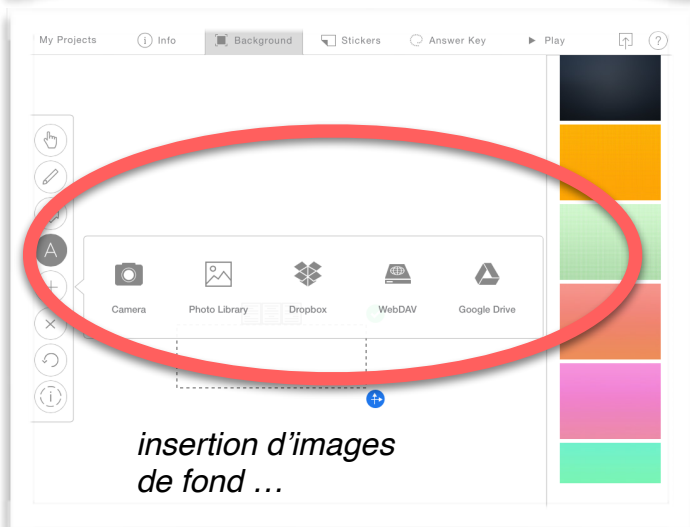 My Projects i Info Background Stickers Answer Key Play ?
A
Camera Photo Library Dropbox WebDAV Google Drive
i
insertion d’images
de fond …